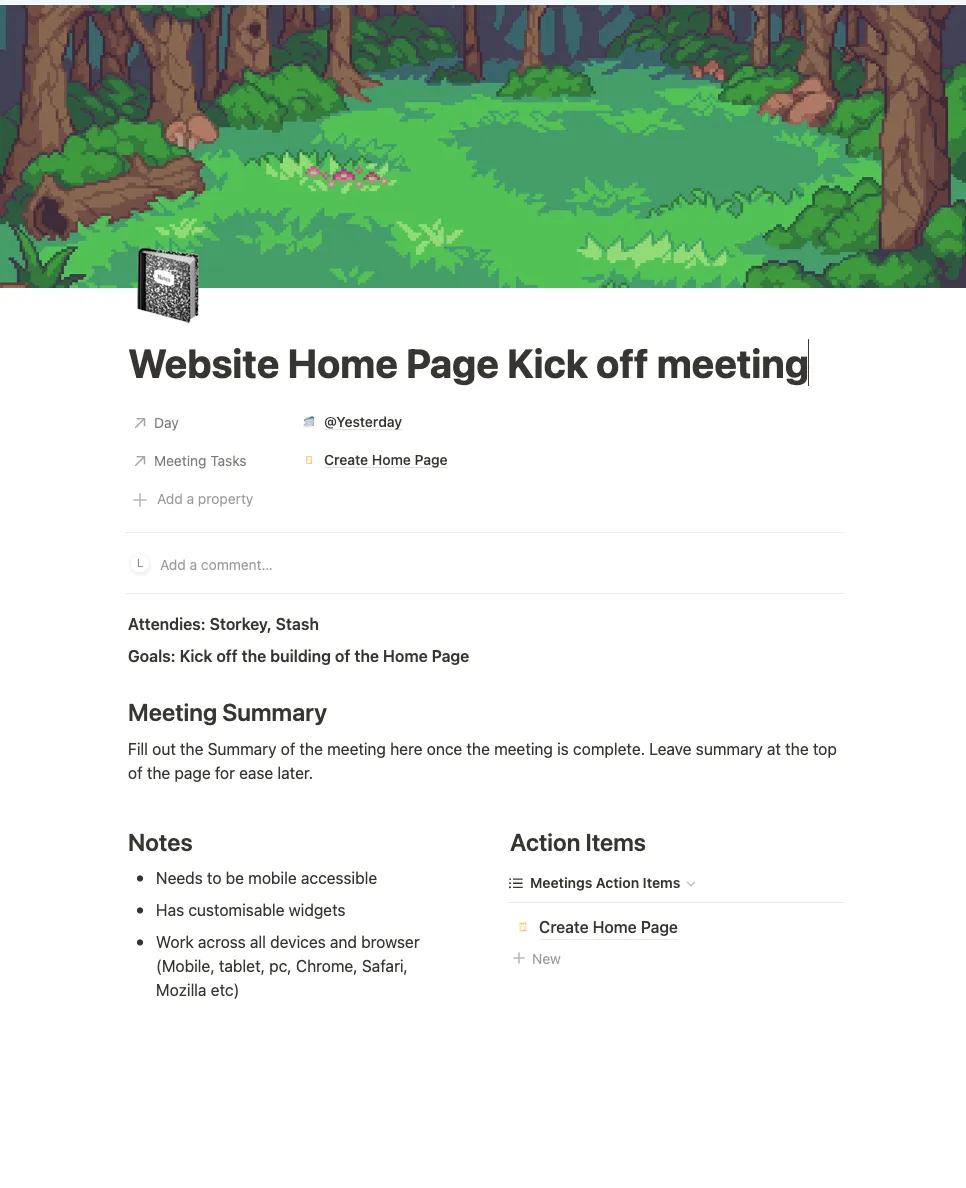 Notes
Website Home Page Kick off meeting
Day
@Yesterday
Meeting Tasks
Create Home Page
Add a property
L
Add a comment...
Attendies: Storkey, Stash
Goals: Kick off the building of the Home Page
Meeting Summary
Fill out the Summary of the meeting here once the meeting is complete. Leave summary at the top
of the page for ease later.
Notes
• Needs to be mobile accessible
• Has customisable widgets
• Work across all devices and browser
(Mobile, tablet, pc, Chrome, Safari,
Mozilla etc)
Action Items
Meetings Action Items
Create Home Page
New